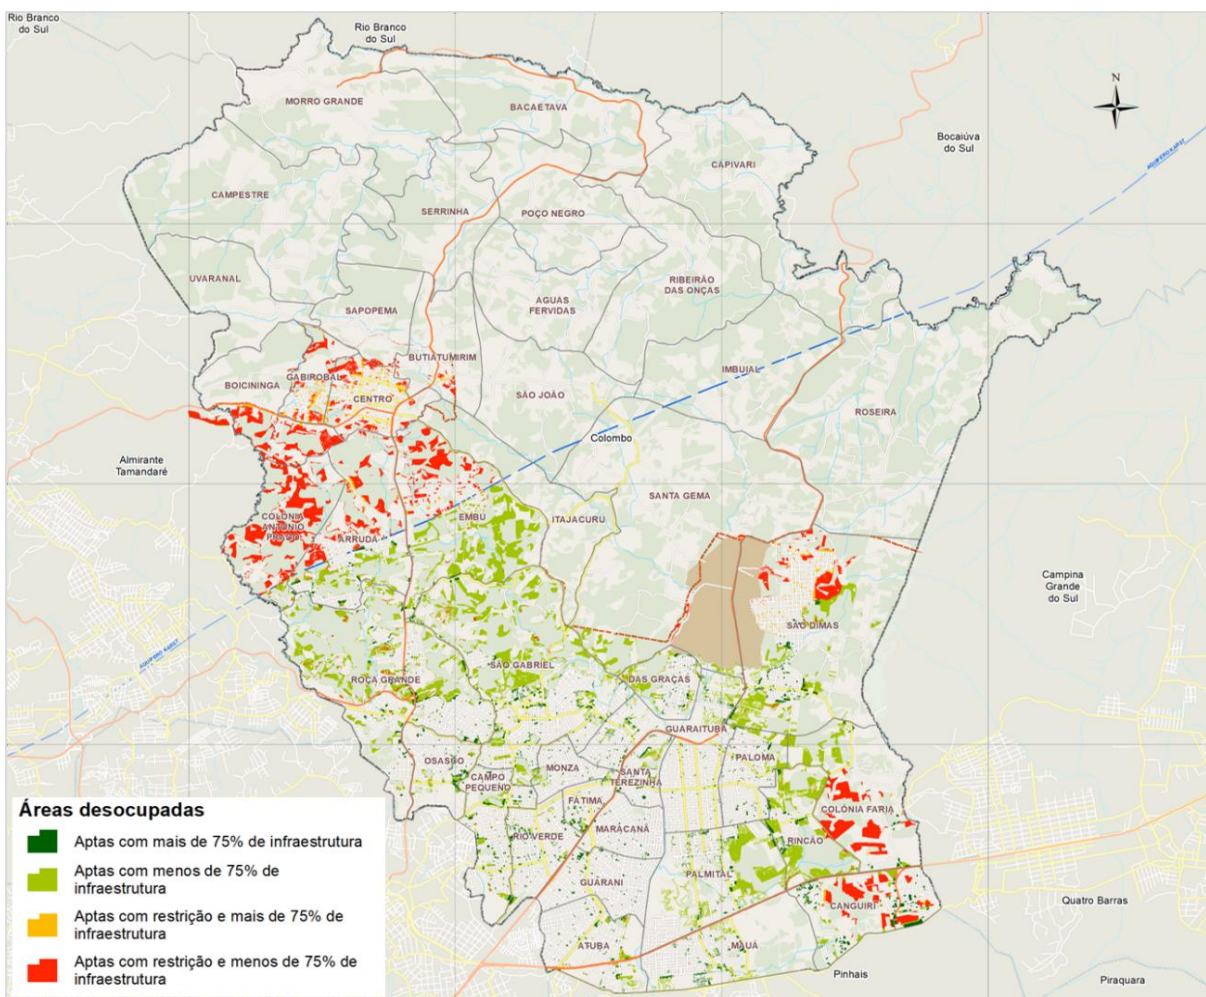 Rio Branco
do Sul
Rio Branco
do Sul
N
MORRO GRANDE
BACAETAVA
Bocaiúva
do Sul
AQUÍFERO KARST
CAPIVARI
CAMPESTRE
SERRINHA
POÇO NEGRO
UVARANAL
RIBEIRÃO
DAS ONÇAS
AGUAS
FERVIDAS
SAPOPEMA
BUTIATUMIRIM
IMBUIAL
GABIROBAL
BOICININGA
CENTRO
SÃO JOÃO
ROSEIRA
Colombo
Almirante
Tamandaré
SANTA GEMA
COLÔNIA
ANTONIO
PRADO
EMBU
ITAJACURU
ARRUDA
Campina
Grande
do Sul
SÃO DIMAS
AQUÍFERO KARST
SÃO GABRIEL
ROÇA GRANDE
DAS GRAÇAS
GUARAITUBA
OSASCO
PALOMA
MONZA
CAMPO
PEQUENO
SANTA
TEREZINHA
FATIMA
COLÔNIA FARIA
MARACANÃ
RIO VERDE
RINCÃO
GUARANI
PALMITAL
CANGUIRI
Quatro Barras
ATUBA
MAUÁ
Pinhais
Piraquara
Áreas desocupadas
Aptas com mais de 75% de infraestrutura
Aptas com menos de 75% de
infraestrutura
Aptas com restrição e mais de 75% de
infraestrutura
Aptas com restrição e menos de 75% de
infraestrutura